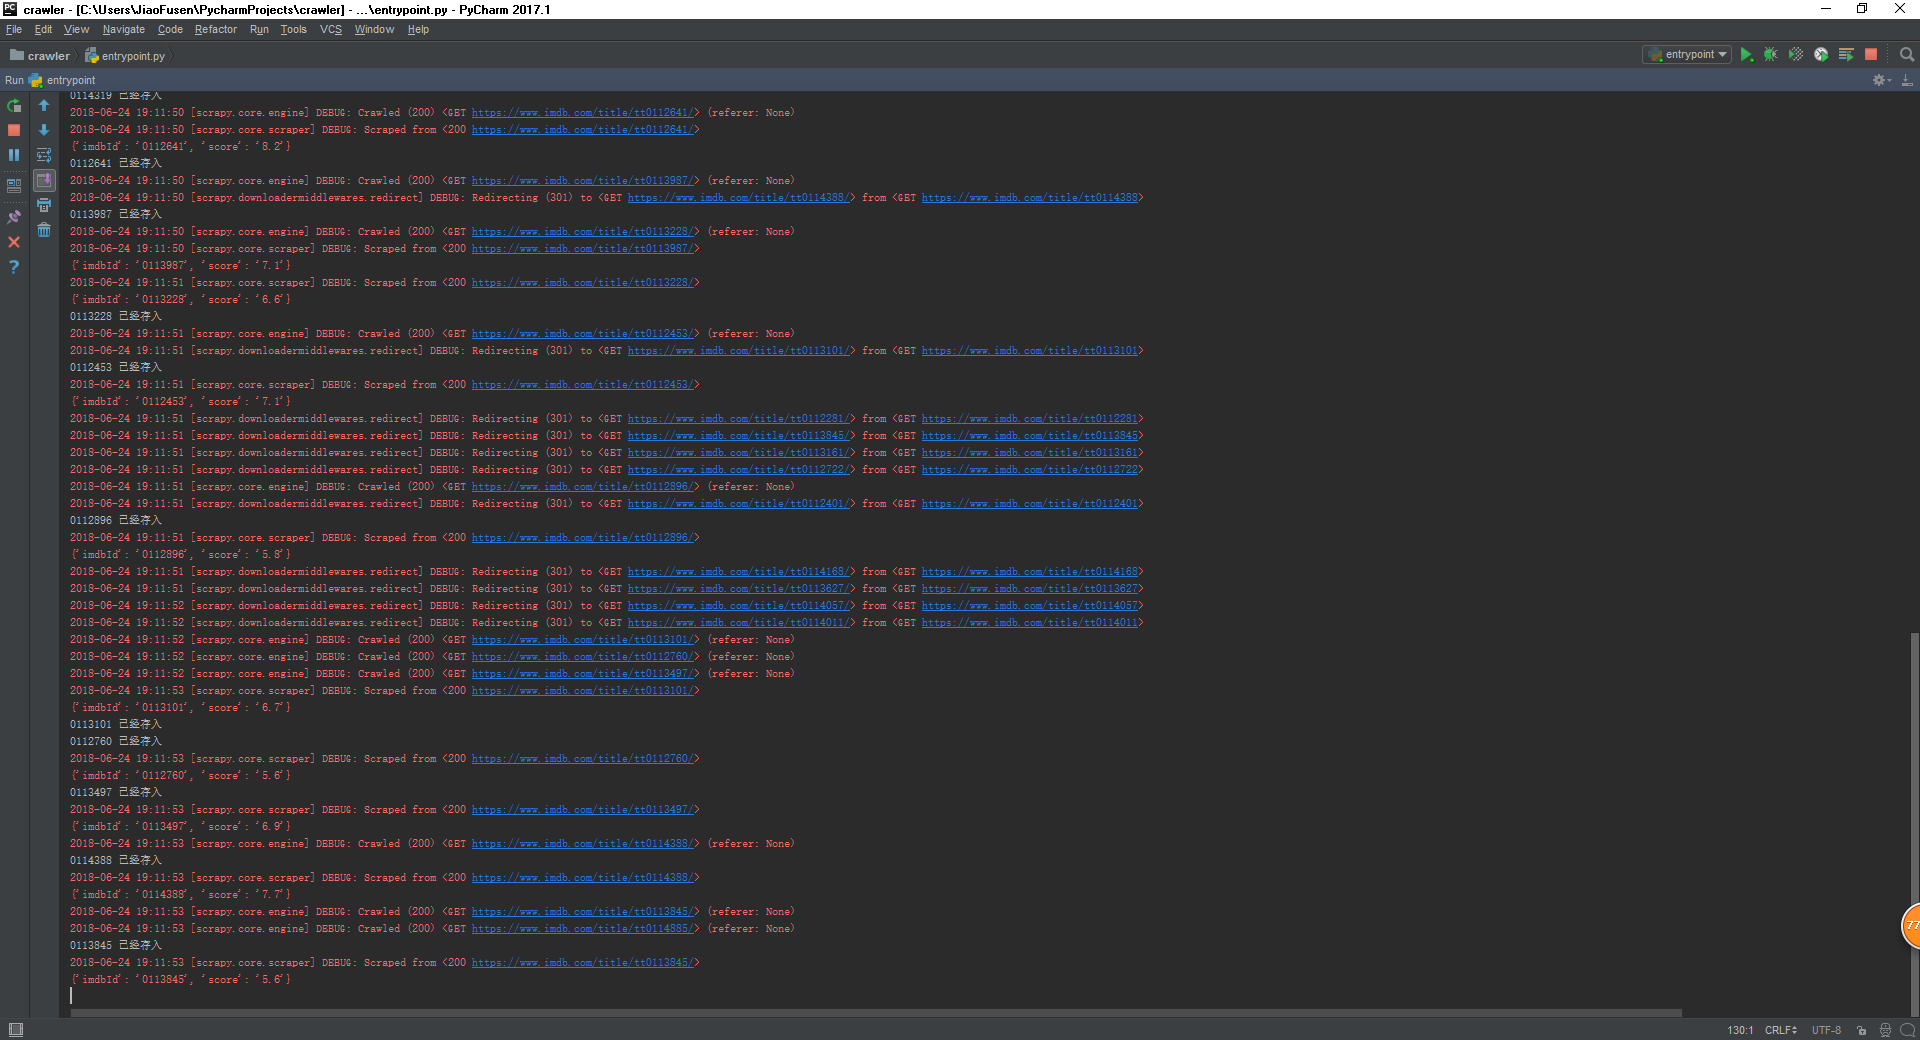 crawler - [C:\Users\JiaoFusen\PycharmProjects\crawler] - ...\entrypoint.py - PyCharm 2017.1
File Edit View Navigate Code Refactor Run Tools VCS Window Help
crawler entrypoint.py entrypoint
Run entrypoint
0114319 已经存入
2018-06-24 19:11:50 [scrapy.core.engine] DEBUG: Crawled (200) <GET https://www.imdb.com/title/tt0112641/> (referer: None)
2018-06-24 19:11:50 [scrapy.core.scraper] DEBUG: Scraped from <200 https://www.imdb.com/title/tt0112641/>
{'imdbId': '0112641', 'score': '8.2'}
0112641 已经存入
2018-06-24 19:11:50 [scrapy.core.engine] DEBUG: Crawled (200) <GET https://www.imdb.com/title/tt0113987/> (referer: None)
2018-06-24 19:11:50 [scrapy.downloadermiddlewares.redirect] DEBUG: Redirecting (301) to <GET https://www.imdb.com/title/tt0114388/> from <GET https://www.imdb.com/title/tt0114388>
0113987 已经存入
2018-06-24 19:11:50 [scrapy.core.engine] DEBUG: Crawled (200) <GET https://www.imdb.com/title/tt0113228/> (referer: None)
2018-06-24 19:11:50 [scrapy.core.scraper] DEBUG: Scraped from <200 https://www.imdb.com/title/tt0113987/>
{'imdbId': '0113987', 'score': '7.1'}
2018-06-24 19:11:51 [scrapy.core.scraper] DEBUG: Scraped from <200 https://www.imdb.com/title/tt0113228/>
{'imdbId': '0113228', 'score': '6.6'}
0113228 已经存入
2018-06-24 19:11:51 [scrapy.core.engine] DEBUG: Crawled (200) <GET https://www.imdb.com/title/tt0112453/> (referer: None)
2018-06-24 19:11:51 [scrapy.downloadermiddlewares.redirect] DEBUG: Redirecting (301) to <GET https://www.imdb.com/title/tt0113101/> from <GET https://www.imdb.com/title/tt0113101>
0112453 已经存入
2018-06-24 19:11:51 [scrapy.core.scraper] DEBUG: Scraped from <200 https://www.imdb.com/title/tt0112453/>
{'imdbId': '0112453', 'score': '7.1'}
2018-06-24 19:11:51 [scrapy.downloadermiddlewares.redirect] DEBUG: Redirecting (301) to <GET https://www.imdb.com/title/tt0112281/> from <GET https://www.imdb.com/title/tt0112281>
2018-06-24 19:11:51 [scrapy.downloadermiddlewares.redirect] DEBUG: Redirecting (301) to <GET https://www.imdb.com/title/tt0113845/> from <GET https://www.imdb.com/title/tt0113845>
2018-06-24 19:11:51 [scrapy.downloadermiddlewares.redirect] DEBUG: Redirecting (301) to <GET https://www.imdb.com/title/tt0113161/> from <GET https://www.imdb.com/title/tt0113161>
2018-06-24 19:11:51 [scrapy.downloadermiddlewares.redirect] DEBUG: Redirecting (301) to <GET https://www.imdb.com/title/tt0112722/> from <GET https://www.imdb.com/title/tt0112722>
2018-06-24 19:11:51 [scrapy.core.engine] DEBUG: Crawled (200) <GET https://www.imdb.com/title/tt0112896/> (referer: None)
2018-06-24 19:11:51 [scrapy.downloadermiddlewares.redirect] DEBUG: Redirecting (301) to <GET https://www.imdb.com/title/tt0112401/> from <GET https://www.imdb.com/title/tt0112401>
0112896 已经存入
2018-06-24 19:11:51 [scrapy.core.scraper] DEBUG: Scraped from <200 https://www.imdb.com/title/tt0112896/>
{'imdbId': '0112896', 'score': '5.8'}
2018-06-24 19:11:51 [scrapy.downloadermiddlewares.redirect] DEBUG: Redirecting (301) to <GET https://www.imdb.com/title/tt0114168/> from <GET https://www.imdb.com/title/tt0114168>
2018-06-24 19:11:51 [scrapy.downloadermiddlewares.redirect] DEBUG: Redirecting (301) to <GET https://www.imdb.com/title/tt0113627/> from <GET https://www.imdb.com/title/tt0113627>
2018-06-24 19:11:52 [scrapy.downloadermiddlewares.redirect] DEBUG: Redirecting (301) to <GET https://www.imdb.com/title/tt0114057/> from <GET https://www.imdb.com/title/tt0114057>
2018-06-24 19:11:52 [scrapy.downloadermiddlewares.redirect] DEBUG: Redirecting (301) to <GET https://www.imdb.com/title/tt0114011/> from <GET https://www.imdb.com/title/tt0114011>
2018-06-24 19:11:52 [scrapy.core.engine] DEBUG: Crawled (200) <GET https://www.imdb.com/title/tt0113101/> (referer: None)
2018-06-24 19:11:52 [scrapy.core.engine] DEBUG: Crawled (200) <GET https://www.imdb.com/title/tt0112760/> (referer: None)
2018-06-24 19:11:52 [scrapy.core.engine] DEBUG: Crawled (200) <GET https://www.imdb.com/title/tt0113497/> (referer: None)
2018-06-24 19:11:53 [scrapy.core.scraper] DEBUG: Scraped from <200 https://www.imdb.com/title/tt0113101/>
{'imdbId': '0113101', 'score': '6.7'}
0113101 已经存入
0112760 已经存入
2018-06-24 19:11:53 [scrapy.core.scraper] DEBUG: Scraped from <200 https://www.imdb.com/title/tt0112760/>
{'imdbId': '0112760', 'score': '5.6'}
0113497 已经存入
2018-06-24 19:11:53 [scrapy.core.scraper] DEBUG: Scraped from <200 https://www.imdb.com/title/tt0113497/>
{'imdbId': '0113497', 'score': '6.9'}
2018-06-24 19:11:53 [scrapy.core.engine] DEBUG: Crawled (200) <GET https://www.imdb.com/title/tt0114388/> (referer: None)
0114388 已经存入
2018-06-24 19:11:53 [scrapy.core.scraper] DEBUG: Scraped from <200 https://www.imdb.com/title/tt0114388/>
{'imdbId': '0114388', 'score': '7.7'}
2018-06-24 19:11:53 [scrapy.core.engine] DEBUG: Crawled (200) <GET https://www.imdb.com/title/tt0113845/> (referer: None)
2018-06-24 19:11:53 [scrapy.core.engine] DEBUG: Crawled (200) <GET https://www.imdb.com/title/tt0114885/> (referer: None)
0113845 已经存入
2018-06-24 19:11:53 [scrapy.core.scraper] DEBUG: Scraped from <200 https://www.imdb.com/title/tt0113845/>
{'imdbId': '0113845', 'score': '5.6'}
77
130:1 CRLF UTF-8